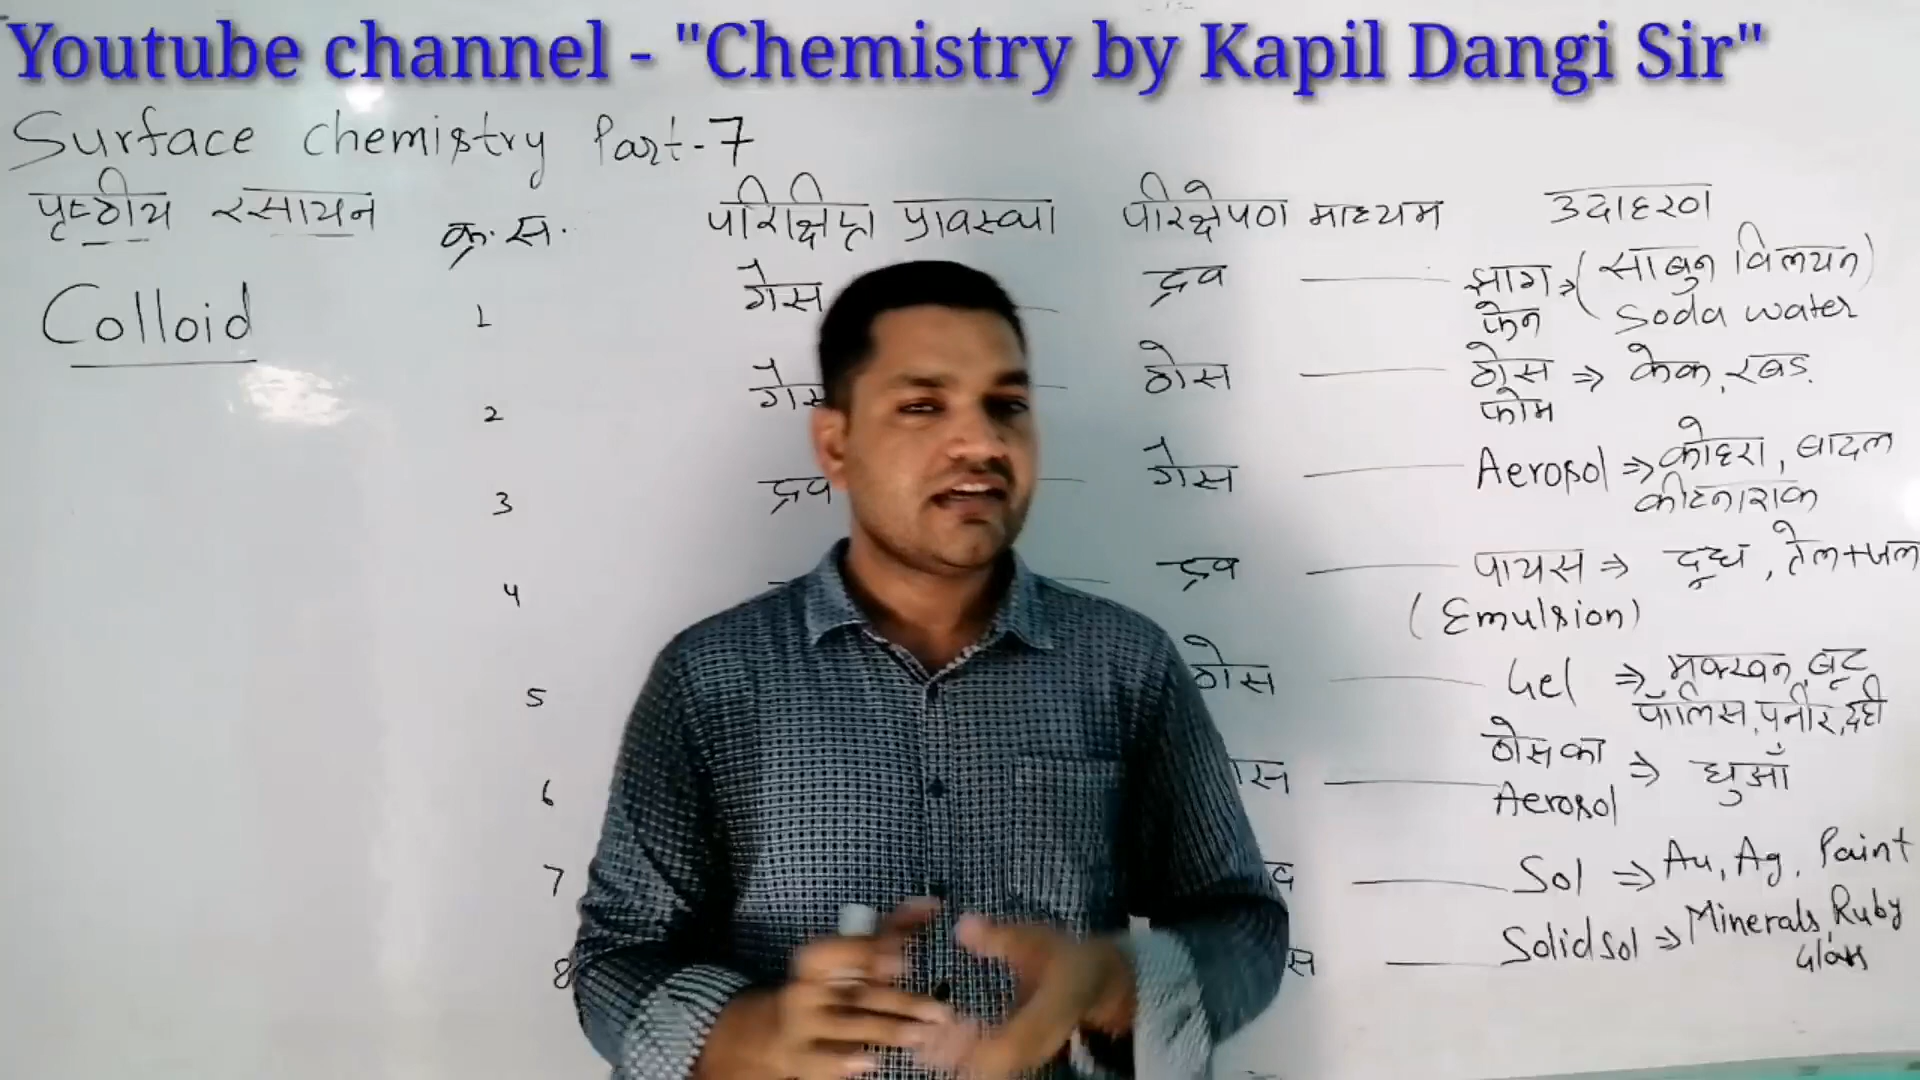 Youtube channel - "Chemistry by Kapil Dangi Sir"
Surface chemistry Part-7
पृष्ठीय रसायन
Colloid
क्र.स. परिक्षिप्त प्रावस्था परिक्षेपण माध्यम उदाहरण
1 गैस द्रव झाग ⇒ (साबुन विलयन)
फेन Soda water
2 गैस ठोस ठोस ⇒ केक, रबड.
फोम
3 द्रव गैस Aerosol ⇒ कोहरा, बादल
कीटनाशक
4 द्रव पायस ⇒ दूध, तेल+जल
(Emulsion)
5 ठोस Gel ⇒ मक्खन, बूट
पॉलिस, पनीर, दही
6 ठोस का ⇒ धुआँ
Aerosol
7 Sol ⇒ Au, Ag, Paint
8 Solid sol ⇒ Minerals, Ruby
Glass